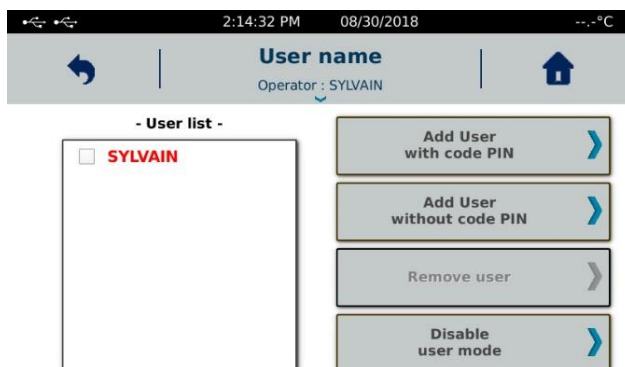 2:14:32 PM 08/30/2018 --.-°C
User name
Operator : SYLVAIN
- User list -
SYLVAIN
Add User
with code PIN
Add User
without code PIN
Remove user
Disable
user mode